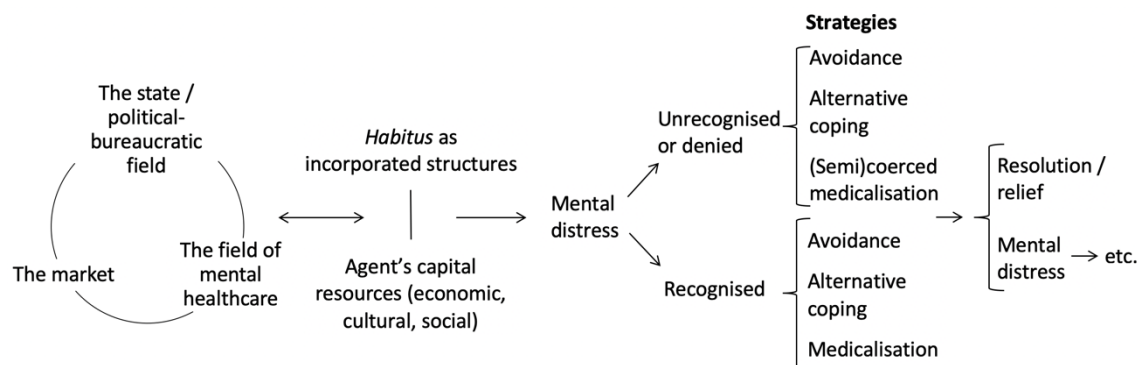 Strategies
The state /
political-
bureaucratic
field
The market
The field of
mental
healthcare
Habitus as
incorporated structures
Agent's capital
resources (economic,
cultural, social)
Mental
distress
Unrecognised
or denied
Recognised
Avoidance
Alternative
coping
(Semi)coerced
medicalisation
Avoidance
Alternative
coping
Medicalisation
Resolution /
relief
Mental
distress
etc.